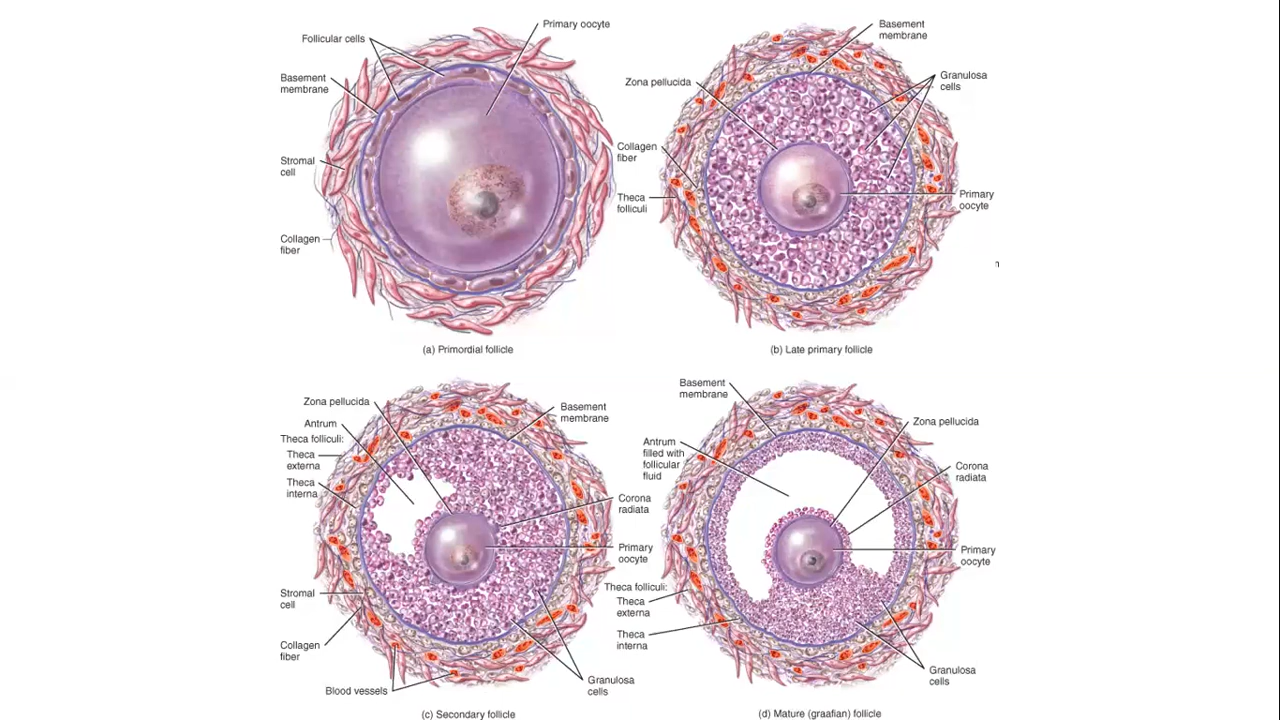 Primary oocyte
Follicular cells
Basement
membrane
Stromal
cell
Collagen
fiber
(a) Primordial follicle
Basement
membrane
Zona pellucida
Granulosa
cells
Collagen
fiber
Theca
folliculi
Primary
oocyte
n
(b) Late primary follicle
Zona pellucida
Antrum
Theca folliculi:
Theca
externa
Theca
interna
Basement
membrane
Corona
radiata
Primary
oocyte
Stromal
cell
Collagen
fiber
Blood vessels
Granulosa
cells
(c) Secondary follicle
Basement
membrane
Zona pellucida
Antrum
filled with
follicular
fluid
Corona
radiata
Primary
oocyte
Theca folliculi:
Theca
externa
Theca
interna
Granulosa
cells
(d) Mature (graafian) follicle